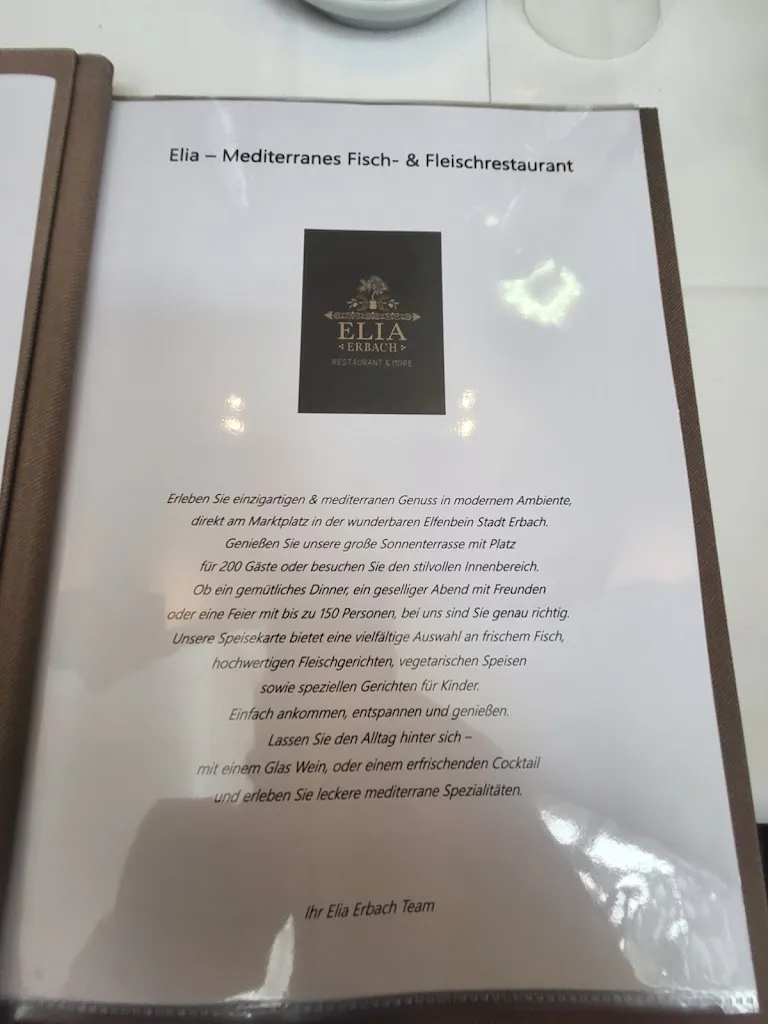 Elia – Mediterranes Fisch- & Fleischrestaurant
ELIA
ERBACH
RESTAURANT & MORE
Erleben Sie einzigartigen & mediterranen Genuss in modernem Ambiente,
direkt am Marktplatz in der wunderbaren Elfenbein Stadt Erbach.
Genießen Sie unsere große Sonnenterrasse mit Platz
für 200 Gäste oder besuchen Sie den stilvollen Innenbereich.
Ob ein gemütliches Dinner, ein geselliger Abend mit Freunden
oder eine Feier mit bis zu 150 Personen, bei uns sind Sie genau richtig.
Unsere Speisekarte bietet eine vielfältige Auswahl an frischem Fisch,
hochwertigen Fleischgerichten, vegetarischen Speisen
sowie speziellen Gerichten für Kinder.
Einfach ankommen, entspannen und genießen.
Lassen Sie den Alltag hinter sich –
mit einem Glas Wein, oder einem erfrischenden Cocktail
und erleben Sie leckere mediterrane Spezialitäten.
Ihr Elia Erbach Team